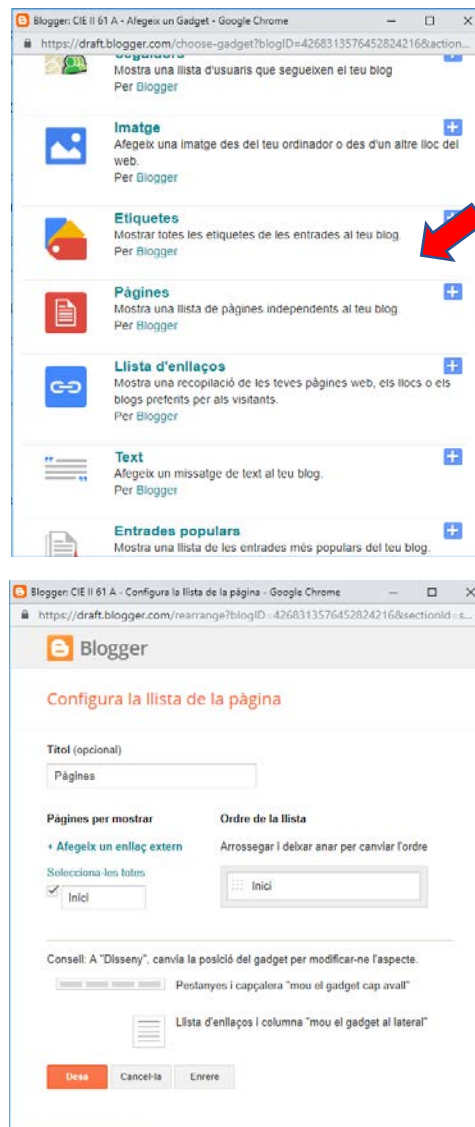 Blogger: CIE II 61 A - Afegeix un Gadget - Google Chrome
https://draft.blogger.com/choose-gadget?blogID=4268313576452824216&action...
Seguidors
Mostra una llista d'usuaris que segueixen el teu blog
Per Blogger
Imatge
Afegeix una imatge des del teu ordinador o des d'un altre lloc del
web.
Per Blogger
Etiquetes
Mostrar totes les etiquetes de les entrades al teu blog.
Per Blogger
Pàgines
Mostra una llista de pàgines independents al teu blog
Per Blogger
Llista d'enllaços
Mostra una recopilació de les teves pàgines web, els llocs o els
blogs preferits per als visitants.
Per Blogger
Text
Afegeix un missatge de text al teu blog.
Per Blogger
Entrades populars
Mostra una llista de les entrades més populars del teu blog.
Blogger: CIE II 61 A - Configura la llista de la pàgina - Google Chrome
https://draft.blogger.com/rearrange?blogID=4268313576452824216&sectionId=s...
Blogger
Configura la llista de la pàgina
Títol (opcional)
Pàgines
Pàgines per mostrar
Ordre de la llista
+ Afegeix un enllaç extern
Arrossegar i deixar anar per canviar l'ordre
Selecciona-les totes
Inici
Inici
Consell: A "Disseny", canvia la posició del gadget per modificar-ne l'aspecte.
Pestanyes i capçalera "mou el gadget cap avall"
Llista d'enllaços i columna "mou el gadget al lateral"
Desa
Cancel·la
Enrere